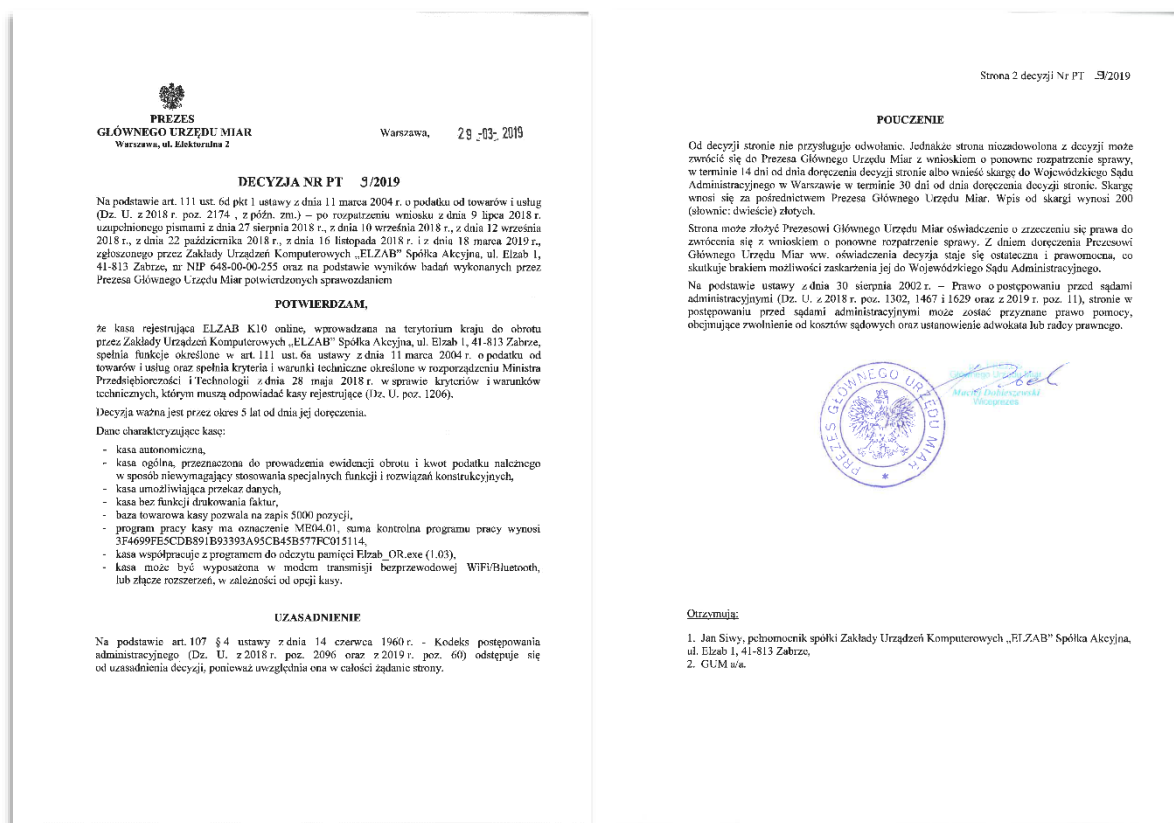 PREZES
GŁÓWNEGO URZĘDU MIAR
Warszawa, ul. Elektoralna 2
Warszawa, 29 -03- 2019
DECYZJA NR PT 9/2019
Na podstawie art. 111 ust. 6d pkt 1 ustawy z dnia 11 marca 2004 r. o podatku od towarów i usług
(Dz. U. z 2018 r. poz. 2174 , z późn. zm.) – po rozpatrzeniu wniosku z dnia 9 lipca 2018 r.
uzupełnionego pismami z dnia 27 sierpnia 2018 r., z dnia 10 września 2018 r., z dnia 12 września
2018 r., z dnia 22 października 2018 r., z dnia 16 listopada 2018 r. i z dnia 18 marca 2019 r.,
zgłoszonego przez Zakłady Urządzeń Komputerowych „ELZAB” Spółka Akcyjna, ul. Elzab 1,
41-813 Zabrze, nr NIP 648-00-00-255 oraz na podstawie wyników badań wykonanych przez
Prezesa Głównego Urzędu Miar potwierdzonych sprawozdaniem
POTWIERDZAM,
że kasa rejestrująca ELZAB K10 online, wprowadzana na terytorium kraju do obrotu
przez Zakłady Urządzeń Komputerowych „ELZAB” Spółka Akcyjna, ul. Elzab 1, 41-813 Zabrze,
spełnia funkcje określone w art. 111 ust. 6a ustawy z dnia 11 marca 2004 r. o podatku od
towarów i usług oraz spełnia kryteria i warunki techniczne określone w rozporządzeniu Ministra
Przedsiębiorczości i Technologii z dnia 28 maja 2018 r. w sprawie kryteriów i warunków
technicznych, którym muszą odpowiadać kasy rejestrujące (Dz. U. poz. 1206).
Decyzja ważna jest przez okres 5 lat od dnia jej doręczenia.
Dane charakteryzujące kasę:
- kasa autonomiczna,
- kasa ogólna, przeznaczona do prowadzenia ewidencji obrotu i kwot podatku należnego
w sposób niewymagający stosowania specjalnych funkcji i rozwiązań konstrukcyjnych,
- kasa umożliwiająca przekaz danych,
- kasa bez funkcji drukowania faktur,
- baza towarowa kasy pozwala na zapis 5000 pozycji,
- program pracy kasy ma oznaczenie ME04.01, suma kontrolna programu pracy wynosi
3F4699FE5CDB891B93393A95CB45B577FC015114,
- kasa współpracuje z programem do odczytu pamięci Elzab_OR.exe (1.03),
- kasa może być wyposażona w modem transmisji bezprzewodowej WiFi/Bluetooth,
lub złącze rozszerzeń, w zależności od opcji kasy.
UZASADNIENIE
Na podstawie art. 107 § 4 ustawy z dnia 14 czerwca 1960 r. - Kodeks postępowania
administracyjnego (Dz. U. z 2018 r. poz. 2096 oraz z 2019 r. poz. 60) odstępuje się
od uzasadnienia decyzji, ponieważ uwzględnia ona w całości żądanie strony.
Strona 2 decyzji Nr PT 9/2019
POUCZENIE
Od decyzji stronie nie przysługuje odwołanie. Jednakże strona niezadowolona z decyzji może
zwrócić się do Prezesa Głównego Urzędu Miar z wnioskiem o ponowne rozpatrzenie sprawy,
w terminie 14 dni od dnia doręczenia decyzji stronie albo wnieść skargę do Wojewódzkiego Sądu
Administracyjnego w Warszawie w terminie 30 dni od dnia doręczenia decyzji stronie. Skargę
wnosi się za pośrednictwem Prezesa Głównego Urzędu Miar. Wpis od skargi wynosi 200
(słownie: dwieście) złotych.
Strona może złożyć Prezesowi Głównego Urzędu Miar oświadczenie o zrzeczeniu się prawa do
zwrócenia się z wnioskiem o ponowne rozpatrzenie sprawy. Z dniem doręczenia Prezesowi
Głównego Urzędu Miar ww. oświadczenia decyzja staje się ostateczna i prawomocna, co
skutkuje brakiem możliwości zaskarżenia jej do Wojewódzkiego Sądu Administracyjnego.
Na podstawie ustawy z dnia 30 sierpnia 2002 r. – Prawo o postępowaniu przed sądami
administracyjnymi (Dz. U. z 2018 r. poz. 1302, 1467 i 1629 oraz z 2019 r. poz. 11), stronie w
postępowaniu przed sądami administracyjnymi może zostać przyznane prawo pomocy,
obejmujące zwolnienie od kosztów sądowych oraz ustanowienie adwokata lub radcy prawnego.
PREZES GŁÓWNEGO URZĘDU MIAR
Głównego Urzędu Miar
Maciej Dobieszewski
Wiceprezes
Otrzymują:
1. Jan Siwy, pełnomocnik spółki Zakłady Urządzeń Komputerowych „ELZAB” Spółka Akcyjna,
ul. Elzab 1, 41-813 Zabrze,
2. GUM a/a.